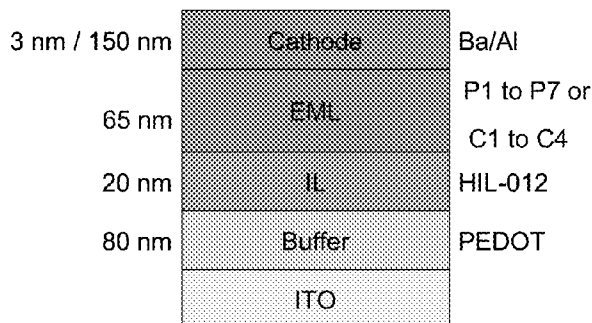 3 nm / 150 nm Cathode Ba/Al
65 nm EML P1 to P7 or
C1 to C4
20 nm IL HIL-012
80 nm Buffer PEDOT
ITO